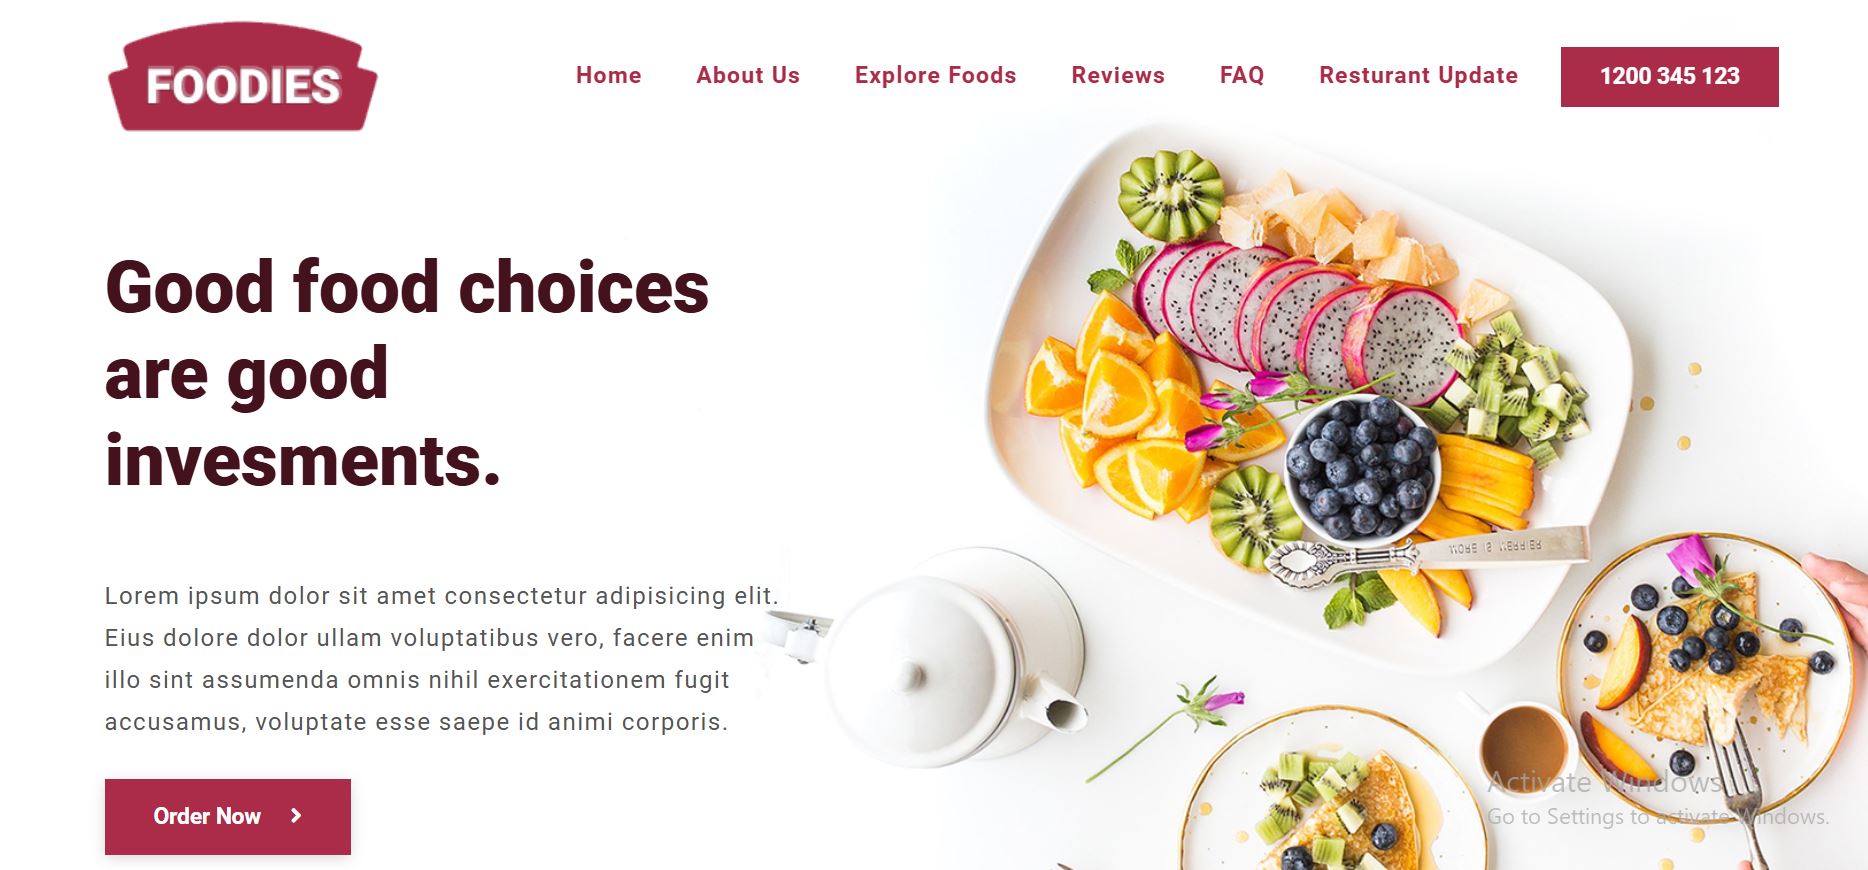 FOODIES
Home About Us Explore Foods Reviews FAQ Resturant Update 1200 345 123
Good food choices
are good
invesments.
Lorem ipsum dolor sit amet consectetur adipisicing elit.
Eius dolore dolor ullam voluptatibus vero, facere enim
illo sint assumenda omnis nihil exercitationem fugit
accusamus, voluptate esse saepe id animi corporis.
Order Now
MORE IS MERRIER
Activate Windows
Go to Settings to activate Windows.